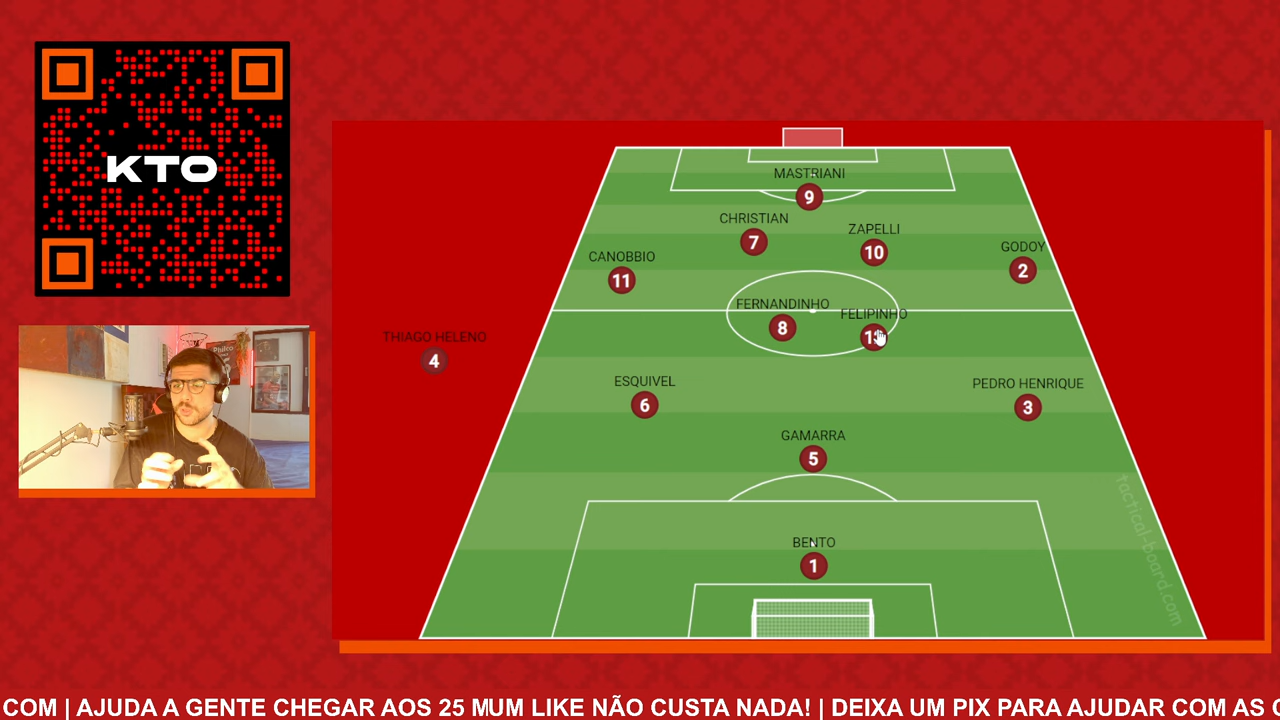 KTO
MASTRIANI
9
CHRISTIAN
7
ZAPELLI
10
GODOY
2
CANOBBIO
11
FERNANDINHO
8
FELIPINHO
THIAGO HELENO
4
ESQUIVEL
6
PEDRO HENRIQUE
3
GAMARRA
5
BENTO
1
tactical-board.com
Philco
COM | AJUDA A GENTE CHEGAR AOS 25 MUM LIKE NÃO CUSTA NADA! | DEIXA UM PIX PARA AJUDAR COM AS